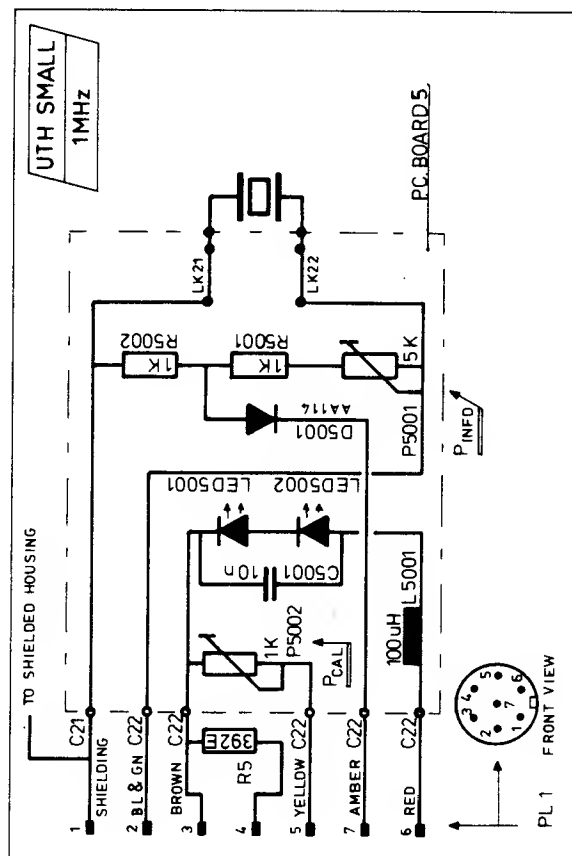 UTH SMALL
1MHz
TO SHIELDED HOUSING
PC BOARD 5
LK21
LK22
R5002
1K
R5001
1K
5K
P5001
PINFO
D5001
AA114
LED5001
LED5002
C5001
10n
1K
P5002
PCAL
100uH
L5001
C21
C22
C22
C22
C22
C22
392E
R5
1
SHIELDING
2
BL & GN
3
BROWN
4
5
YELLOW
7
AMBER
6
RED
PL 1
1
2
3
4
5
6
7
FRONT VIEW